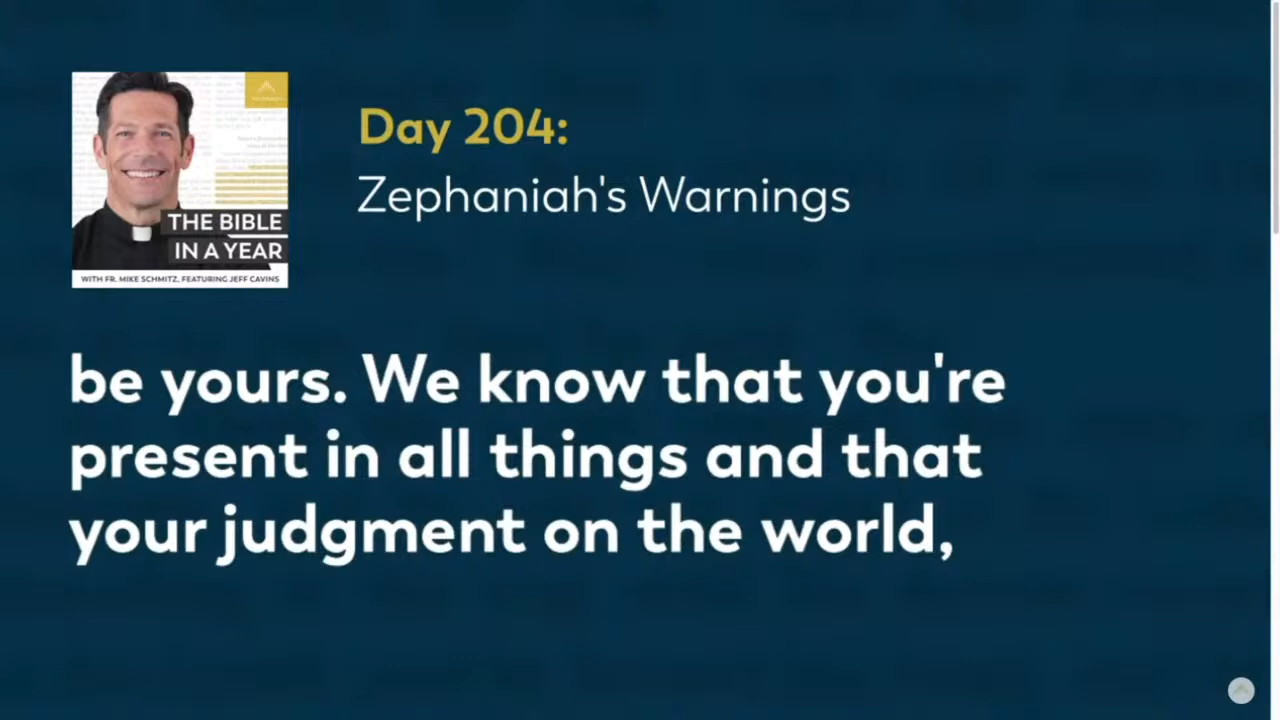 Day 204:
Zephaniah's Warnings
THE BIBLE
IN A YEAR
WITH FR. MIKE SCHMITZ, FEATURING JEFF CAVINS
be yours. We know that you're
present in all things and that
your judgment on the world,